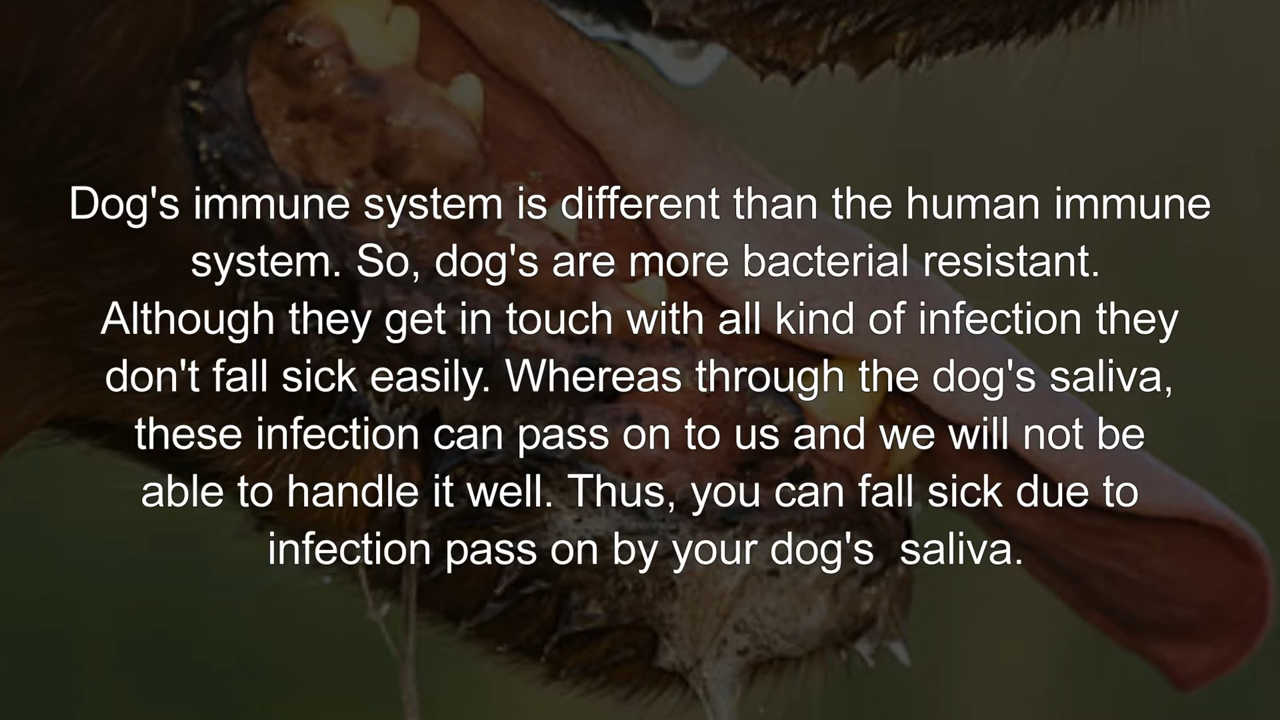 Dog's immune system is different than the human immune
system. So, dog's are more bacterial resistant.
Although they get in touch with all kind of infection they
don't fall sick easily. Whereas through the dog's saliva,
these infection can pass on to us and we will not be
able to handle it well. Thus, you can fall sick due to
infection pass on by your dog's  saliva.